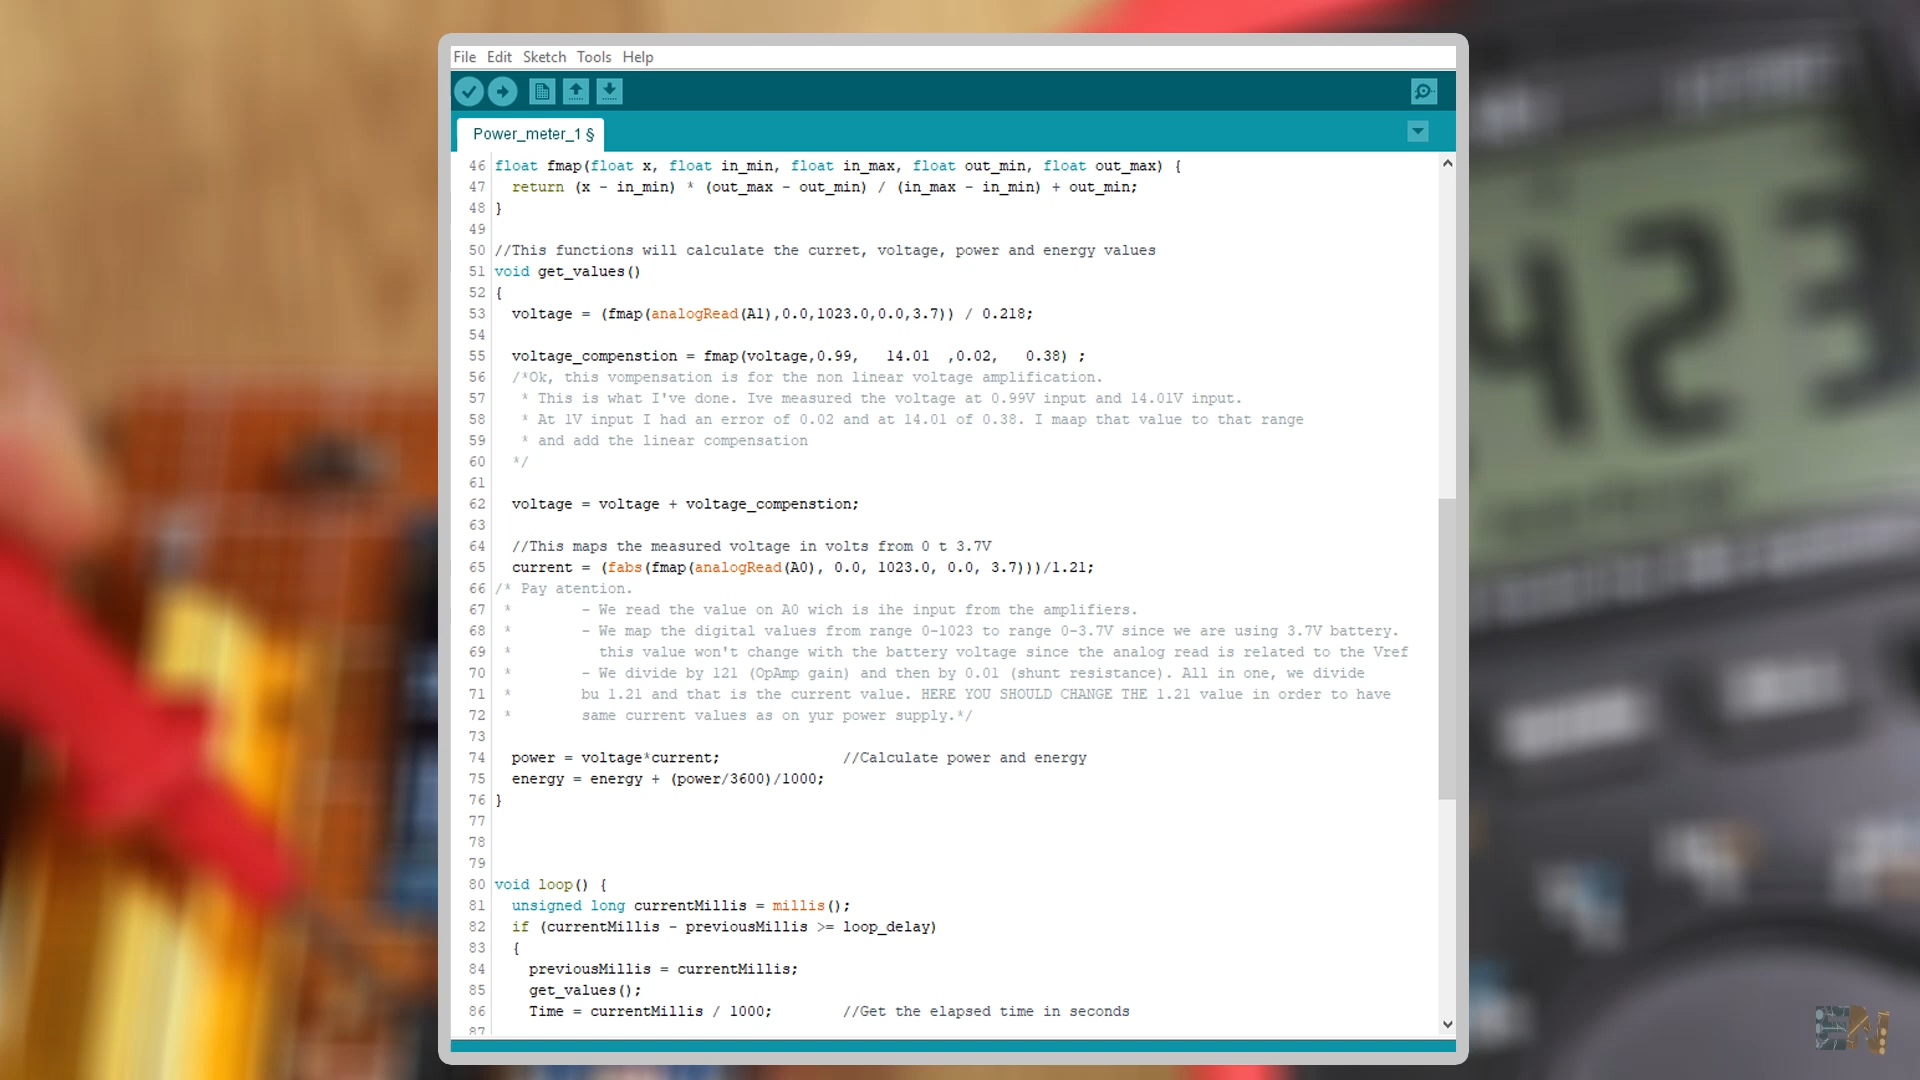 File Edit Sketch Tools Help
Power_meter_1 §
46 float fmap(float x, float in_min, float in_max, float out_min, float out_max) {
47 return (x - in_min) * (out_max - out_min) / (in_max - in_min) + out_min;
48 }
49
50 //This functions will calculate the curret, voltage, power and energy values
51 void get_values()
52 {
53 voltage = (fmap(analogRead(A1),0.0,1023.0,0.0,3.7)) / 0.218;
54
55 voltage_compenstion = fmap(voltage,0.99, 14.01 ,0.02, 0.38) ;
56 /*Ok, this vompensation is for the non linear voltage amplification.
57 * This is what I've done. Ive measured the voltage at 0.99V input and 14.01V input.
58 * At 1V input I had an error of 0.02 and at 14.01 of 0.38. I maap that value to that range
59 * and add the linear compensation
60 */
61
62 voltage = voltage + voltage_compenstion;
63
64 //This maps the measured voltage in volts from 0 t 3.7V
65 current = (fabs(fmap(analogRead(A0), 0.0, 1023.0, 0.0, 3.7)))/1.21;
66 /* Pay atention.
67 * - We read the value on A0 wich is ihe input from the amplifiers.
68 * - We map the digital values from range 0-1023 to range 0-3.7V since we are using 3.7V battery.
69 * this value won't change with the battery voltage since the analog read is related to the Vref
70 * - We divide by 121 (OpAmp gain) and then by 0.01 (shunt resistance). All in one, we divide
71 * bu 1.21 and that is the current value. HERE YOU SHOULD CHANGE THE 1.21 value in order to have
72 * same current values as on yur power supply.*/
73
74 power = voltage*current; //Calculate power and energy
75 energy = energy + (power/3600)/1000;
76 }
77
78
79
80 void loop() {
81 unsigned long currentMillis = millis();
82 if (currentMillis - previousMillis >= loop_delay)
83 {
84 previousMillis = currentMillis;
85 get_values();
86 Time = currentMillis / 1000; //Get the elapsed time in seconds
87
423
EN